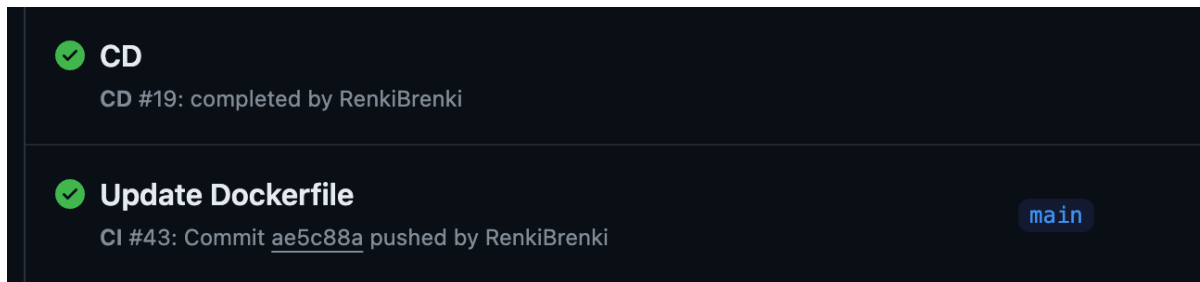 CD
CD #19: completed by RenkiBrenki
Update Dockerfile
CI #43: Commit ae5c88a pushed by RenkiBrenki
main